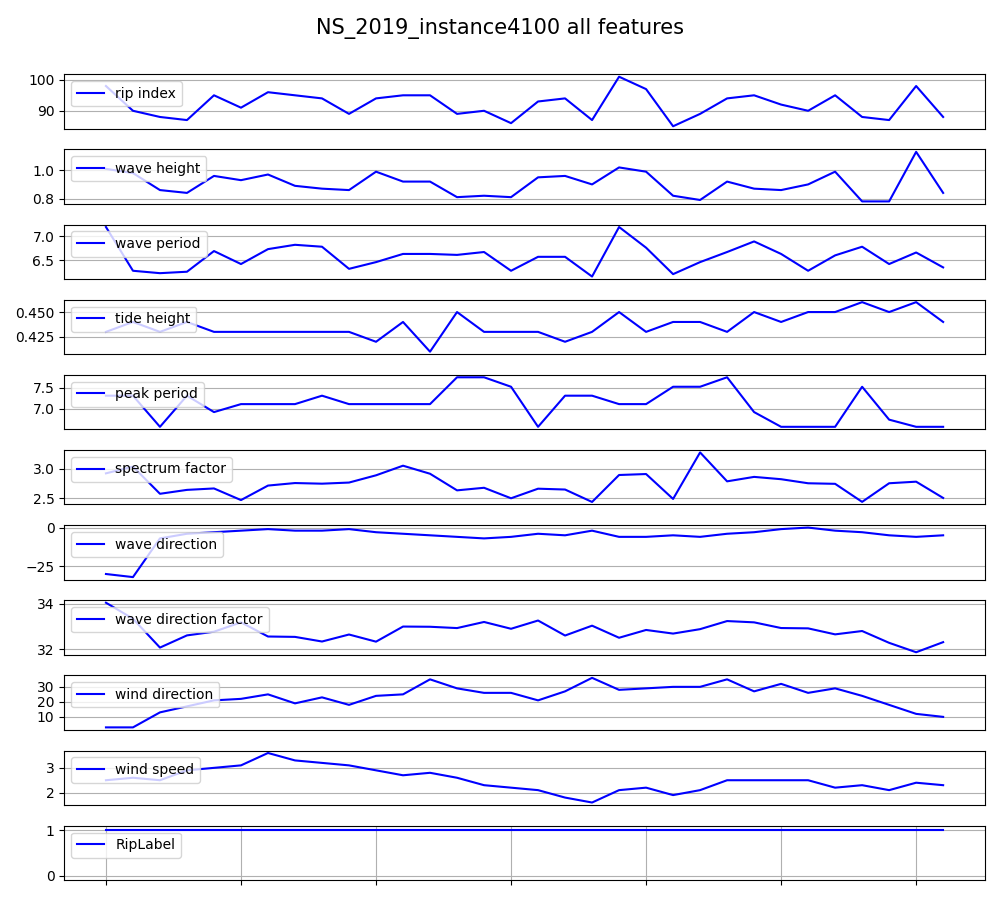 NS_2019_instance4100 all features
100
90
rip index
1.0
0.8
wave height
7.0
6.5
wave period
0.450
0.425
tide height
7.5
7.0
peak period
3.0
2.5
spectrum factor
0
−25
wave direction
34
32
wave direction factor
30
20
10
wind direction
3
2
wind speed
1
0
RipLabel